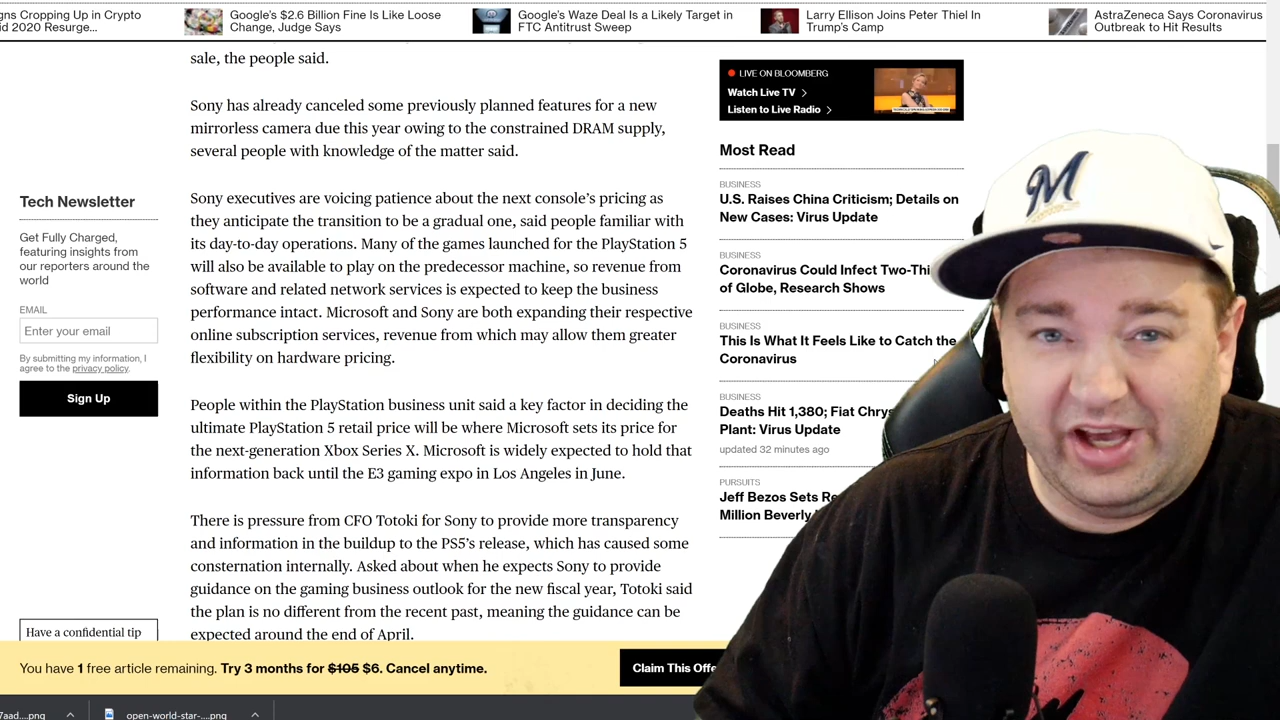 gns Cropping Up in Crypto
d 2020 Resurge...
Google's $2.6 Billion Fine Is Like Loose
Change, Judge Says
Google's Waze Deal Is a Likely Target in
FTC Antitrust Sweep
Larry Ellison Joins Peter Thiel In
Trump's Camp
AstraZeneca Says Coronavirus
Outbreak to Hit Results
sale, the people said.
Sony has already canceled some previously planned features for a new
mirrorless camera due this year owing to the constrained DRAM supply,
several people with knowledge of the matter said.
Sony executives are voicing patience about the next console's pricing as
they anticipate the transition to be a gradual one, said people familiar with
its day-to-day operations. Many of the games launched for the PlayStation 5
will also be available to play on the predecessor machine, so revenue from
software and related network services is expected to keep the business
performance intact. Microsoft and Sony are both expanding their respective
online subscription services, revenue from which may allow them greater
flexibility on hardware pricing.
People within the PlayStation business unit said a key factor in deciding the
ultimate PlayStation 5 retail price will be where Microsoft sets its price for
the next-generation Xbox Series X. Microsoft is widely expected to hold that
information back until the E3 gaming expo in Los Angeles in June.
There is pressure from CFO Totoki for Sony to provide more transparency
and information in the buildup to the PS5's release, which has caused some
consternation internally. Asked about when he expects Sony to provide
guidance on the gaming business outlook for the new fiscal year, Totoki said
the plan is no different from the recent past, meaning the guidance can be
expected around the end of April.
Tech Newsletter
Get Fully Charged,
featuring insights from
our reporters around the
world
EMAIL
Enter your email
By submitting my information, I
agree to the privacy policy.
Sign Up
Have a confidential tip
LIVE ON BLOOMBERG
Watch Live TV
Listen to Live Radio
Most Read
BUSINESS
U.S. Raises China Criticism; Details on
New Cases: Virus Update
BUSINESS
Coronavirus Could Infect Two-Thi
of Globe, Research Shows
BUSINESS
This Is What It Feels Like to Catch the
Coronavirus
BUSINESS
Deaths Hit 1,380; Fiat Chrys
Plant: Virus Update
updated 32 minutes ago
PURSUITS
Jeff Bezos Sets Re
Million Beverly
M
You have 1 free article remaining. Try 3 months for $105 $6. Cancel anytime.
Claim This Offe
7aad....png
open-world-star-....png